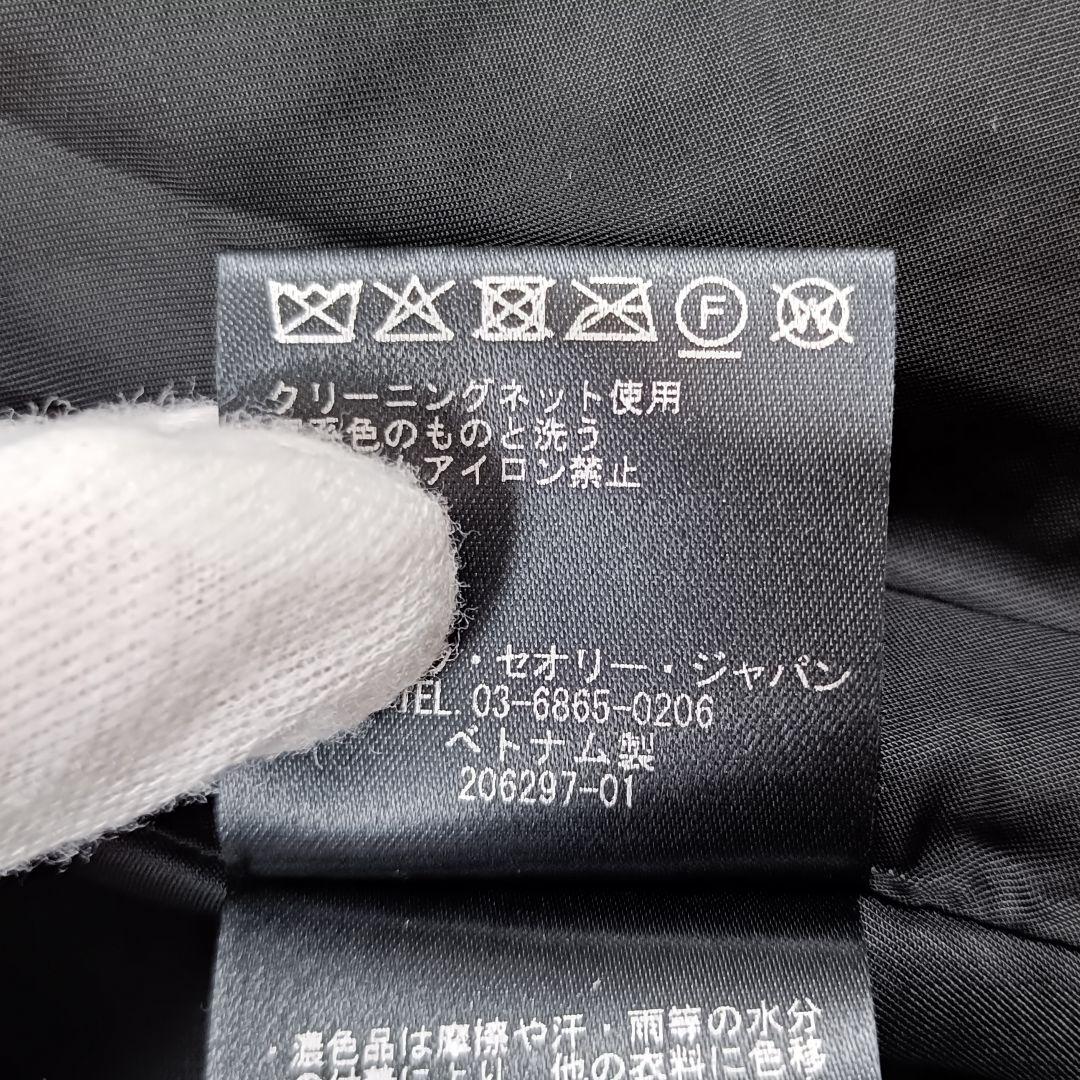 F W
クリーニングネット使用
色のものと洗う
アイロン禁止
・セオリー・ジャパン
TEL. 03-6865-0206
ベトナム製
206297-01
・濃色品は摩擦や汗・雨等の水分
により、他の衣料に色移